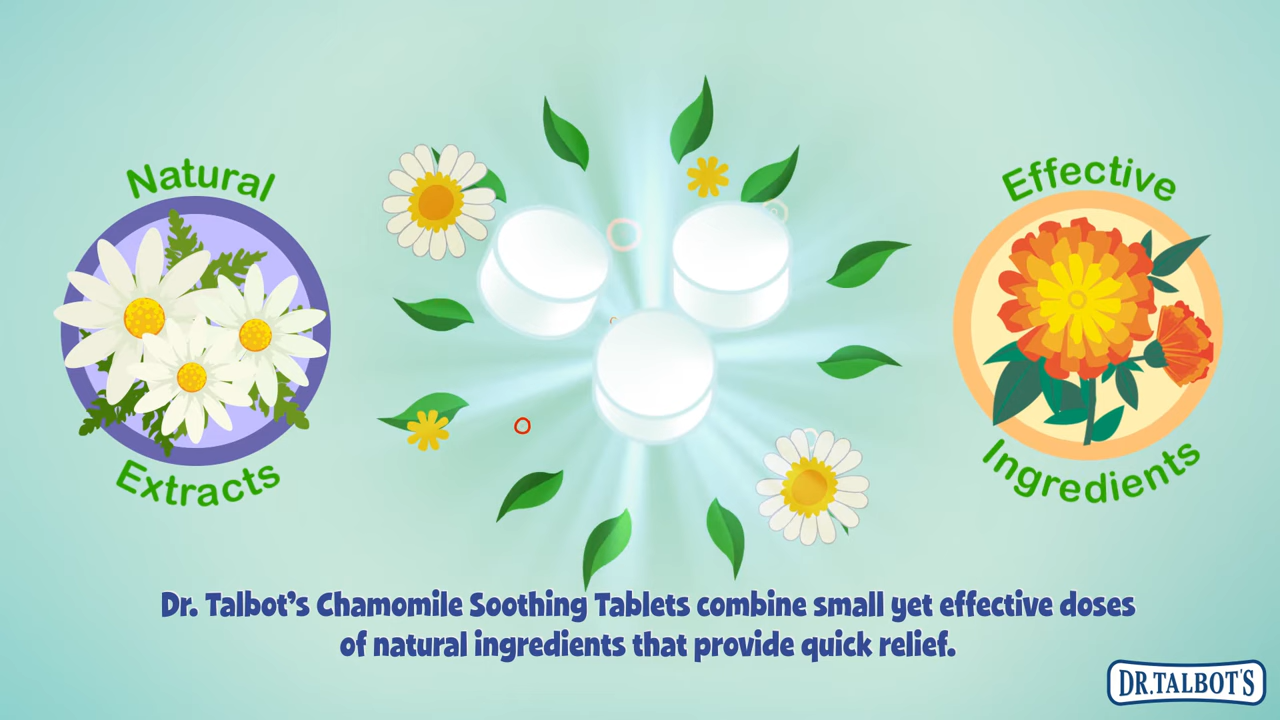 Natural
Extracts
Effective
Ingredients
Dr. Talbot's Chamomile Soothing Tablets combine small yet effective doses
of natural ingredients that provide quick relief.
DR. TALBOT'S